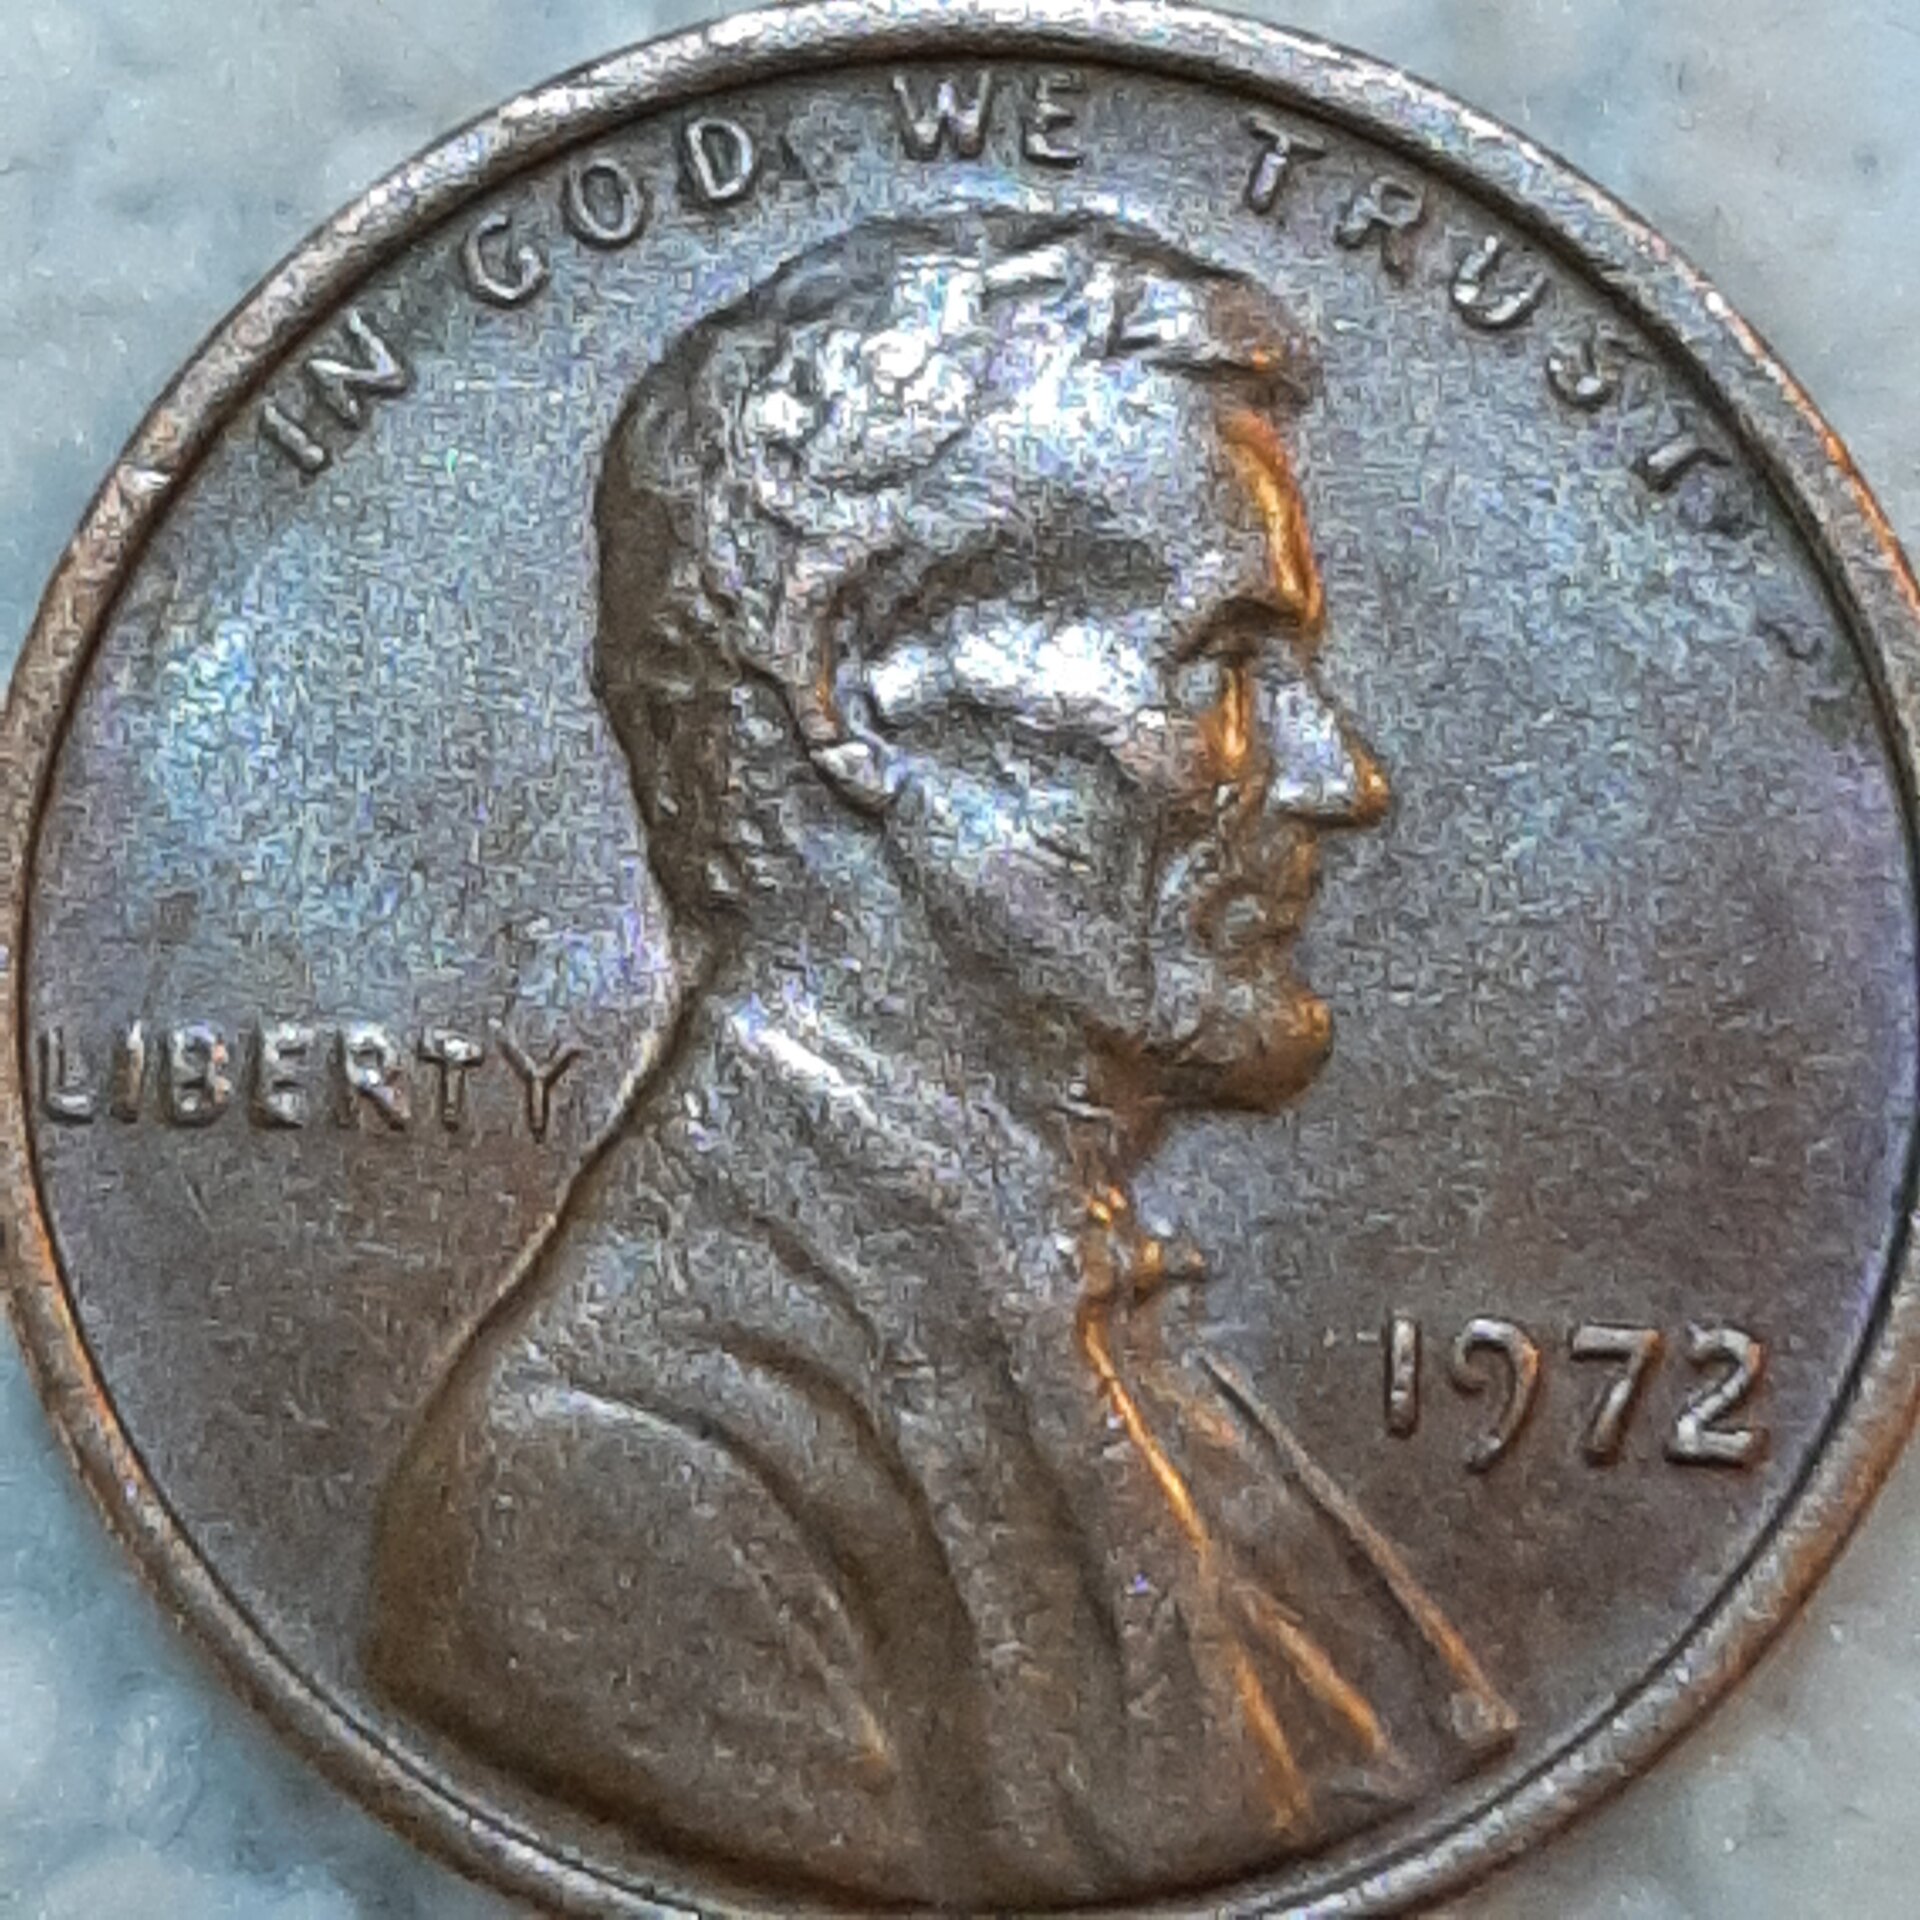 IN GOD WE TRUST
LIBERTY
1972